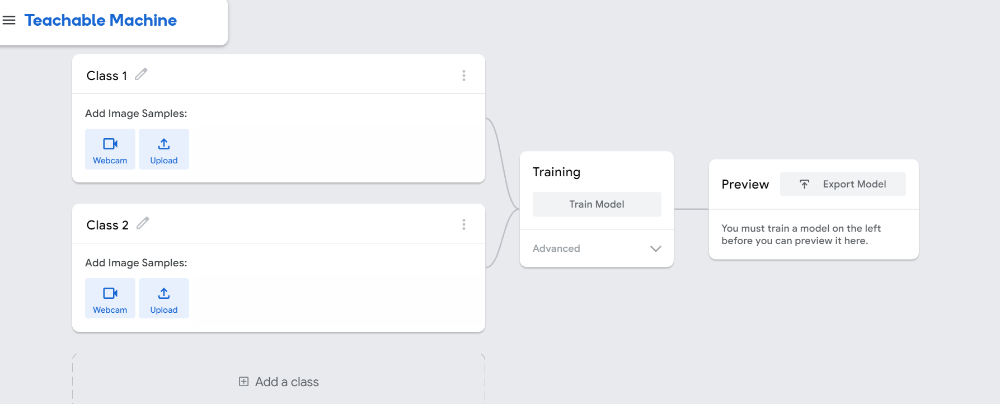 Teachable Machine
Class 1
Add Image Samples:
Webcam
Upload
Class 2
Add Image Samples:
Webcam
Upload
Add a class
Training
Train Model
Advanced
Preview
Export Model
You must train a model on the left
before you can preview it here.